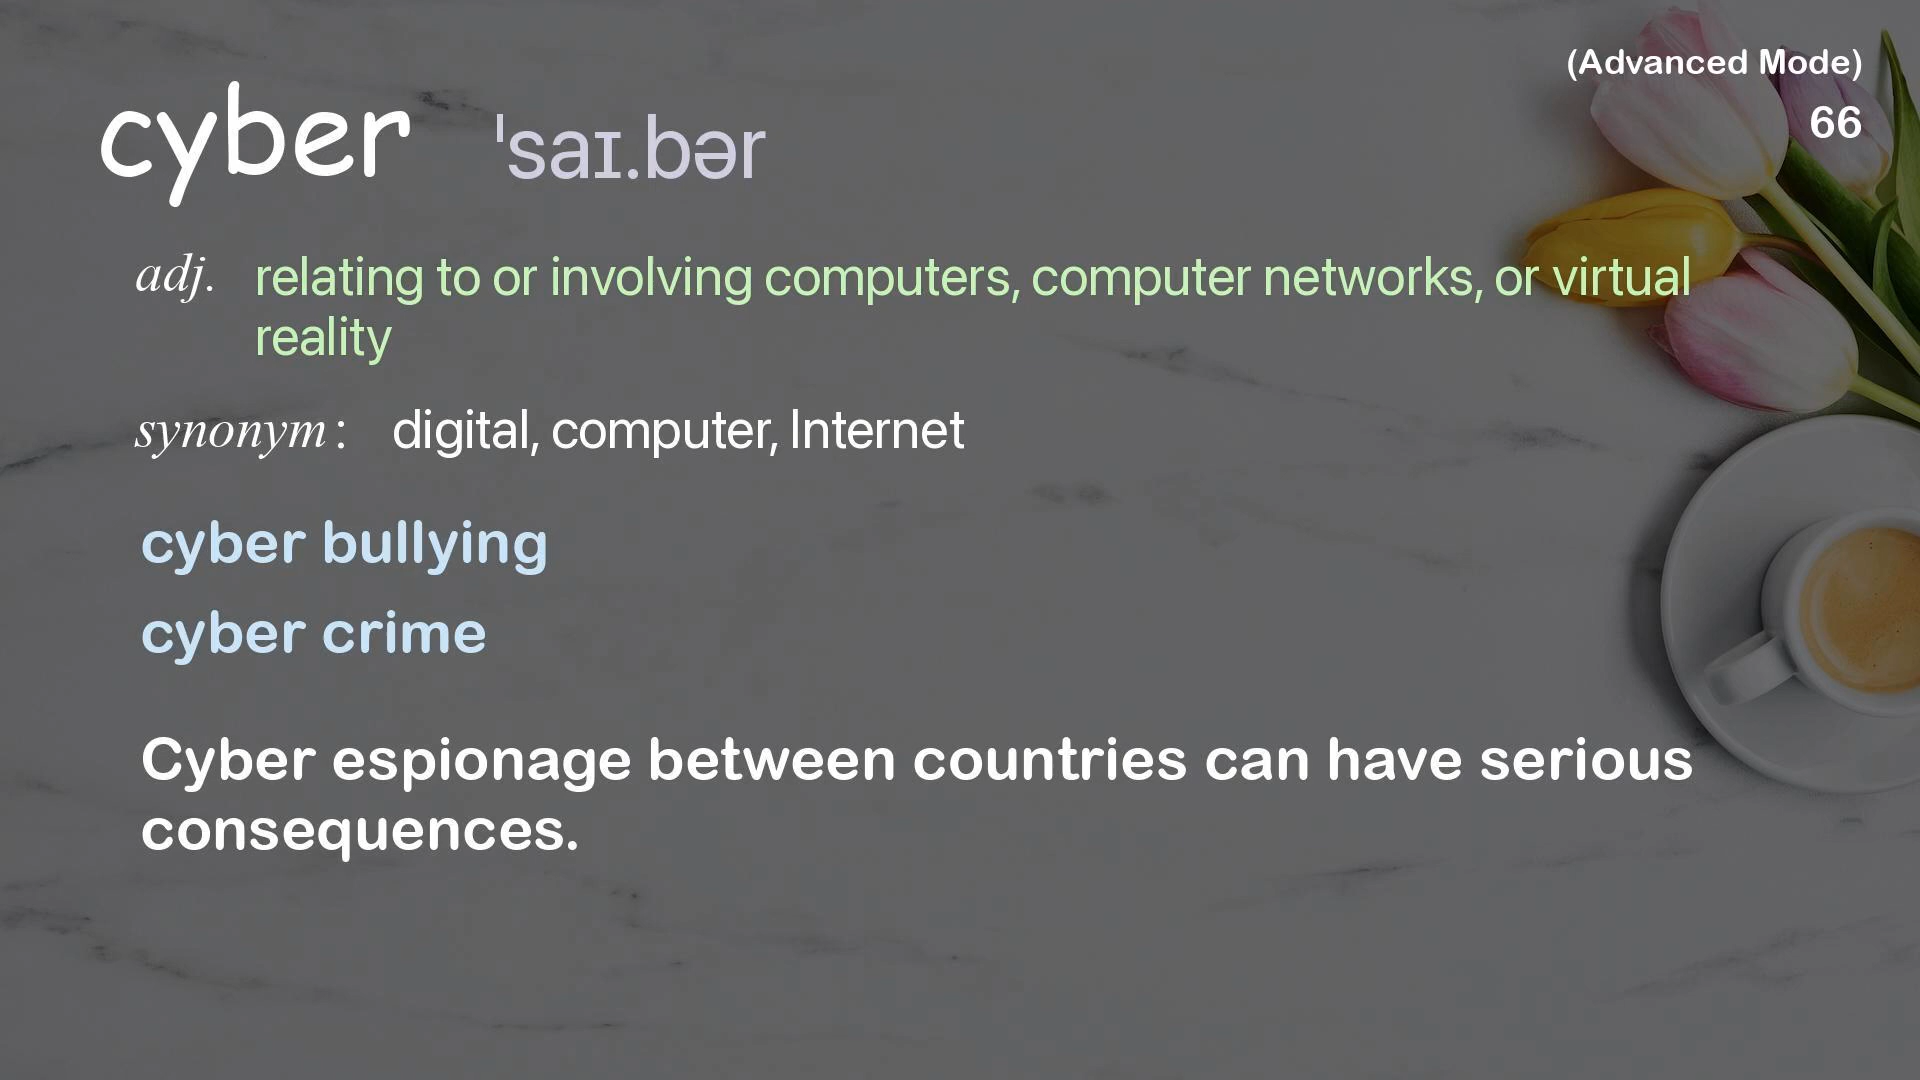 (Advanced Mode)
66
cyber ˈsaɪ.bər
adj. relating to or involving computers, computer networks, or virtual
reality
synonym: digital, computer, Internet
cyber bullying
cyber crime
Cyber espionage between countries can have serious
consequences.